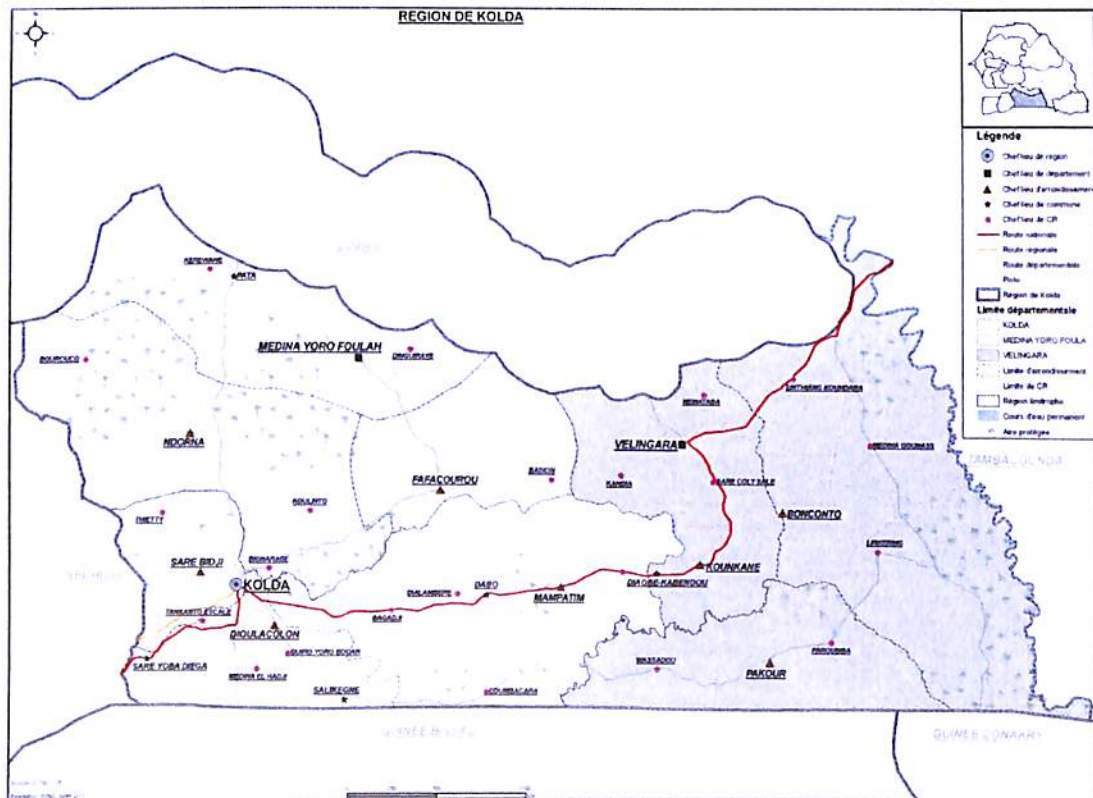 REGION DE KOLDA
N
Légende
Chef lieu de région
Chef lieu de département
Chef lieu d'arrondissement
Chef lieu de commune
Chef lieu de CR
Route nationale
Route régionale
Route départementale
Piste
Région de Kolda
Limite départementale
KOLDA
MEDINA YORO FOULA
VELINGARA
Limite d'arrondissement
Limite de CR
Région limitrophe
Cours d'eau permanent
Aire protégée
KEREWANE
PATA
BOUROUCO
MEDINA YORO FOULAH
DINGUIRAYE
SINTHIANG KOUNDARA
NEMATABA
NDORNA
VELINGARA
MEDINA GOUNASS
TAMBACOUNDA
FAFACOUROU
BADION
KANDIA
SARE COLY SALE
THIETTY
KOULINTO
BONCONTO
LINKERING
SARE BIDJI
BIGNARABE
KOUNKANE
KOLDA
DIALAMBERE
DABO
MAMPATIM
DIAOBE-KABENDOU
TANKANTO ESCALE
BAGADJI
DIOULACOLON
GUIRO YORO BOCAR
PAROUMBA
SARE YOBA DIEGA
MEDINA EL HADJ
WASSADOU
PAKOUR
SALIKEGNE
COUMBACARA
GUINEE BISSAU
GUINEE CONAKRY